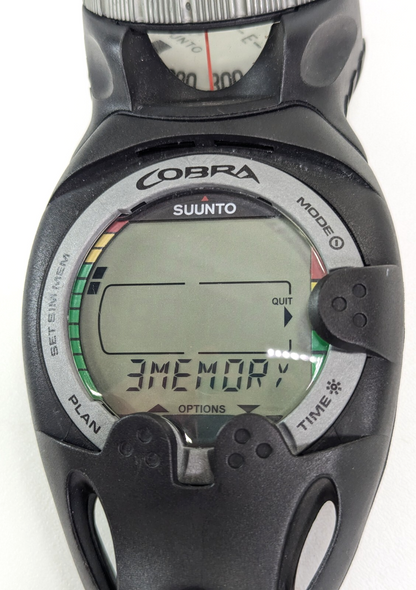 300
COBRA
SUUNTO
MODE
SET SIM MEM
QUIT
3MEMORY
OPTIONS
PLAN
TIME